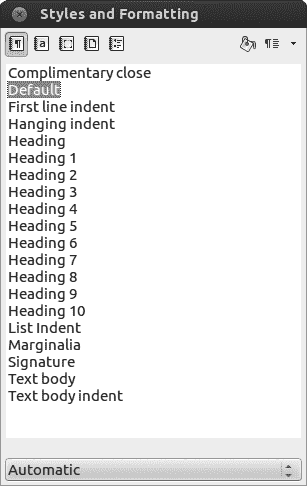 Styles and Formatting
Complimentary close
Default
First line indent
Hanging indent
Heading
Heading 1
Heading 2
Heading 3
Heading 4
Heading 5
Heading 6
Heading 7
Heading 8
Heading 9
Heading 10
List Indent
Marginalia
Signature
Text body
Text body indent
Automatic